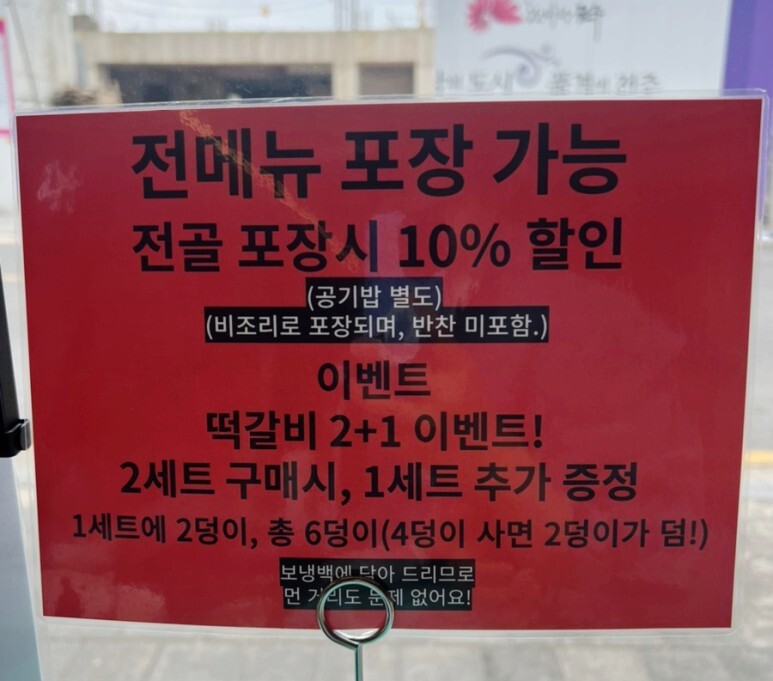 전메뉴 포장 가능
전골 포장시 10% 할인
(공기밥 별도)
(비조리로 포장되며, 반찬 미포함.)
이벤트
떡갈비 2+1 이벤트!
2세트 구매시, 1세트 추가 증정
1세트에 2덩이, 총 6덩이(4덩이 사면 2덩이가 덤!)
보냉백에 담아 드리므로
먼 거리도 문제 없어요!